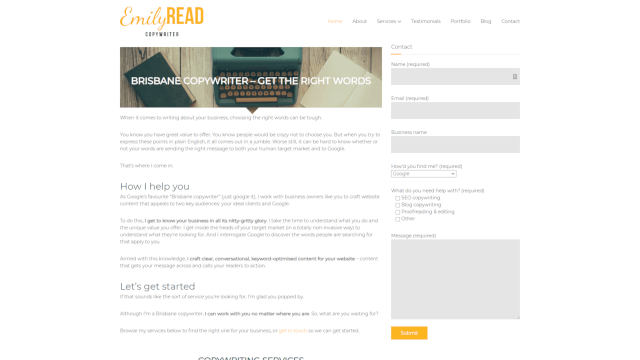 EmilyREAD
COPYWRITER
Home About Services Testimonials Portfolio Blog Contact
BRISBANE COPYWRITER – GET THE RIGHT WORDS
When it comes to writing about your business, choosing the right words can be tough.
You know you have great value to offer. You know people would be crazy not to choose you. But when you try to
express these points in plain English, it all comes out in a jumble. Worse still, it can be hard to know whether or
not your words are sending the right message to both your human target market and to Google.
That's where I come in.
How I help you
As Google's favourite "Brisbane copywriter" (just google it), I work with business owners like you to craft website
content that appeals to two key audiences: your ideal clients and Google.
To do this, I get to know your business in all its nitty-gritty glory. I take the time to understand what you do and
the unique value you offer. I get inside the heads of your target market (in a totally non invasive way) to
understand what they're looking for. And I interrogate Google to discover the words people are searching for
that apply to you.
Armed with this knowledge, I craft clear, conversational, keyword-optimised content for your website – content
that gets your message across and calls your readers to action.
Let's get started
If that sounds like the sort of service you're looking for, I'm glad you popped by.
Although I'm a Brisbane copywriter, I can work with you no matter where you are. So, what are you waiting for?
Browse my services below to find the right one for your business, or get in touch so we can get started.
COPYWRITING SERVICES
Contact
Name (required)
Email (required)
Business name
How'd you find me? (required)
Google
What do you need help with? (required)
SEO copywriting
Blog copywriting
Proofreading & editing
Other
Message (required)
Submit